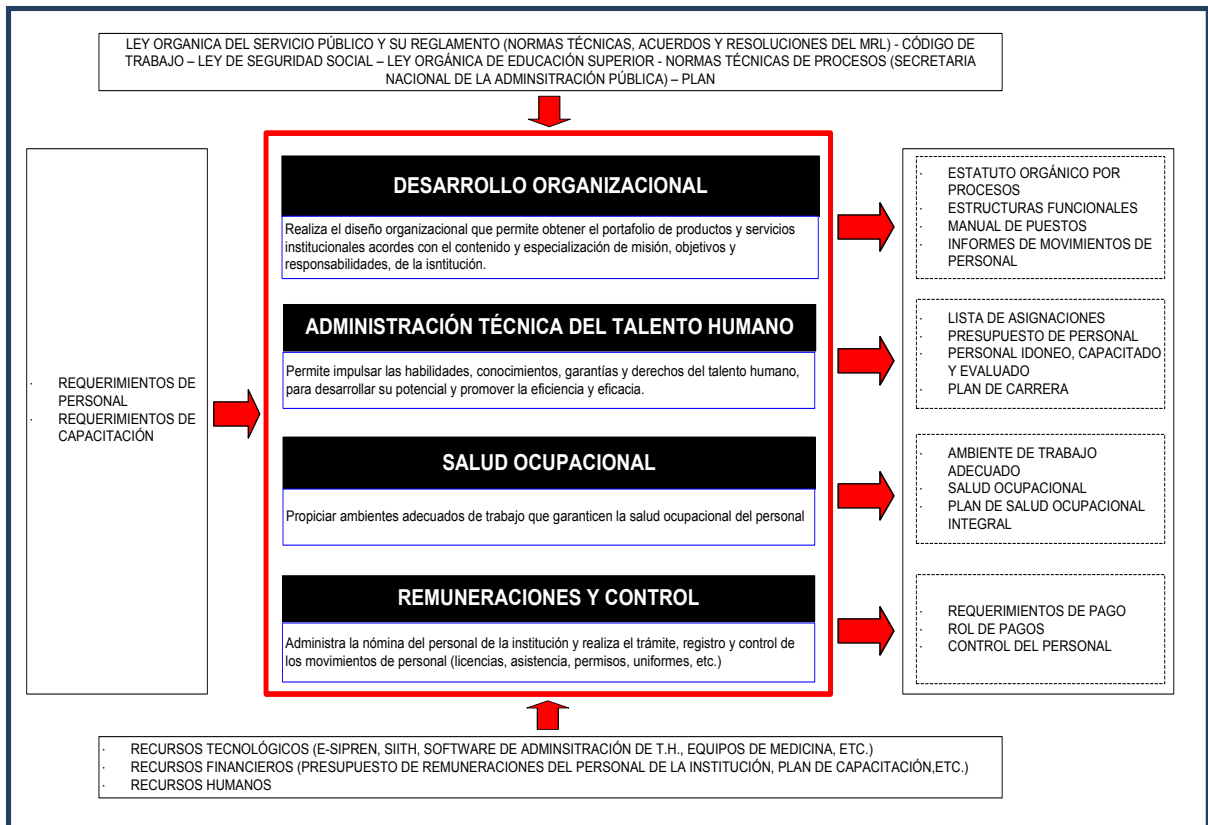 LEY ORGANICA DEL SERVICIO PÚBLICO Y SU REGLAMENTO (NORMAS TÉCNICAS, ACUERDOS Y RESOLUCIONES DEL MRL) - CÓDIGO DE
TRABAJO – LEY DE SEGURIDAD SOCIAL – LEY ORGÁNICA DE EDUCACIÓN SUPERIOR - NORMAS TÉCNICAS DE PROCESOS (SECRETARIA
NACIONAL DE LA ADMINSITRACIÓN PÚBLICA) – PLAN
· REQUERIMIENTOS DE
PERSONAL
· REQUERIMIENTOS DE
CAPACITACIÓN
DESARROLLO ORGANIZACIONAL
Realiza el diseño organizacional que permite obtener el portafolio de productos y servicios
institucionales acordes con el contenido y especialización de misión, objetivos y
responsabilidades, de la isntitución.
· ESTATUTO ORGÁNICO POR
PROCESOS
· ESTRUCTURAS FUNCIONALES
· MANUAL DE PUESTOS
· INFORMES DE MOVIMIENTOS DE
PERSONAL
ADMINISTRACIÓN TÉCNICA DEL TALENTO HUMANO
Permite impulsar las habilidades, conocimientos, garantías y derechos del talento humano,
para desarrollar su potencial y promover la eficiencia y eficacia.
· LISTA DE ASIGNACIONES
· PRESUPUESTO DE PERSONAL
· PERSONAL IDONEO, CAPACITADO
Y EVALUADO
· PLAN DE CARRERA
SALUD OCUPACIONAL
Propiciar ambientes adecuados de trabajo que garanticen la salud ocupacional del personal
· AMBIENTE DE TRABAJO
ADECUADO
· SALUD OCUPACIONAL
· PLAN DE SALUD OCUPACIONAL
INTEGRAL
REMUNERACIONES Y CONTROL
Administra la nómina del personal de la institución y realiza el trámite, registro y control de
los movimientos de personal (licencias, asistencia, permisos, uniformes, etc.)
· REQUERIMIENTOS DE PAGO
· ROL DE PAGOS
· CONTROL DEL PERSONAL
· RECURSOS TECNOLÓGICOS (E-SIPREN, SIITH, SOFTWARE DE ADMINSITRACIÓN DE T.H., EQUIPOS DE MEDICINA, ETC.)
· RECURSOS FINANCIEROS (PRESUPUESTO DE REMUNERACIONES DEL PERSONAL DE LA INSTITUCIÓN, PLAN DE CAPACITACIÓN,ETC.)
· RECURSOS HUMANOS